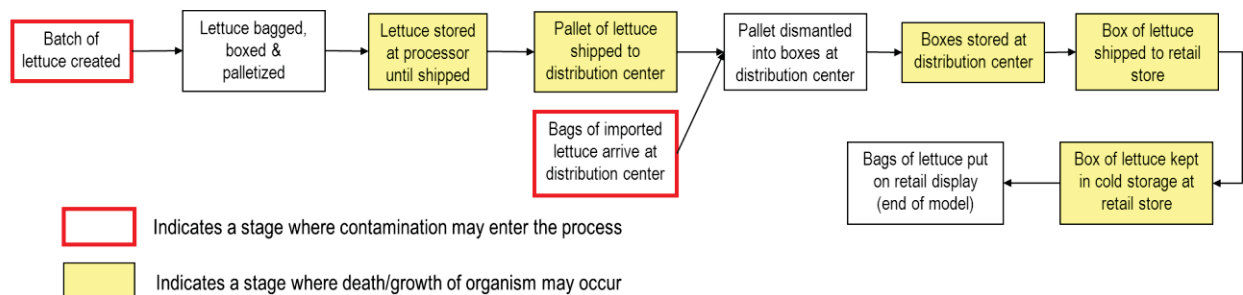 Batch of
lettuce created
Lettuce bagged,
boxed &
palletized
Lettuce stored
at processor
until shipped
Pallet of lettuce
shipped to
distribution center
Pallet dismantled
into boxes at
distribution center
Boxes stored at
distribution center
Box of lettuce
shipped to retail
store
Bags of imported
lettuce arrive at
distribution center
Bags of lettuce put
on retail display
(end of model)
Box of lettuce kept
in cold storage at
retail store
Indicates a stage where contamination may enter the process
Indicates a stage where death/growth of organism may occur